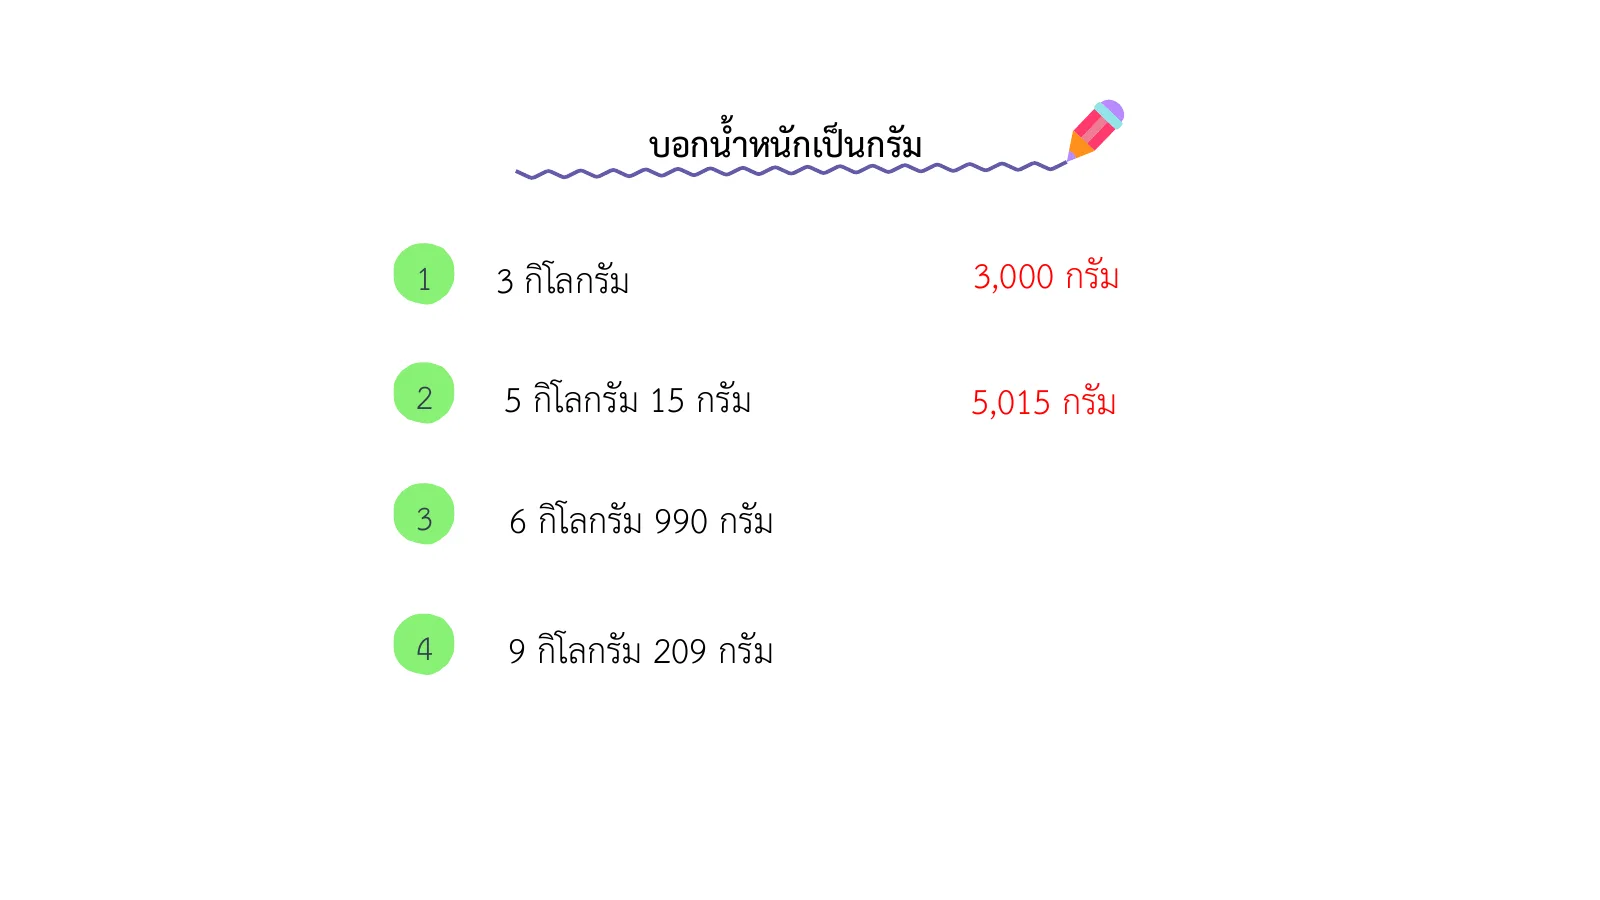 บอกน้ำหนักเป็นกรัม
1 3 กิโลกรัม 3,000 กรัม
2 5 กิโลกรัม 15 กรัม 5,015 กรัม
3 6 กิโลกรัม 990 กรัม
4 9 กิโลกรัม 209 กรัม